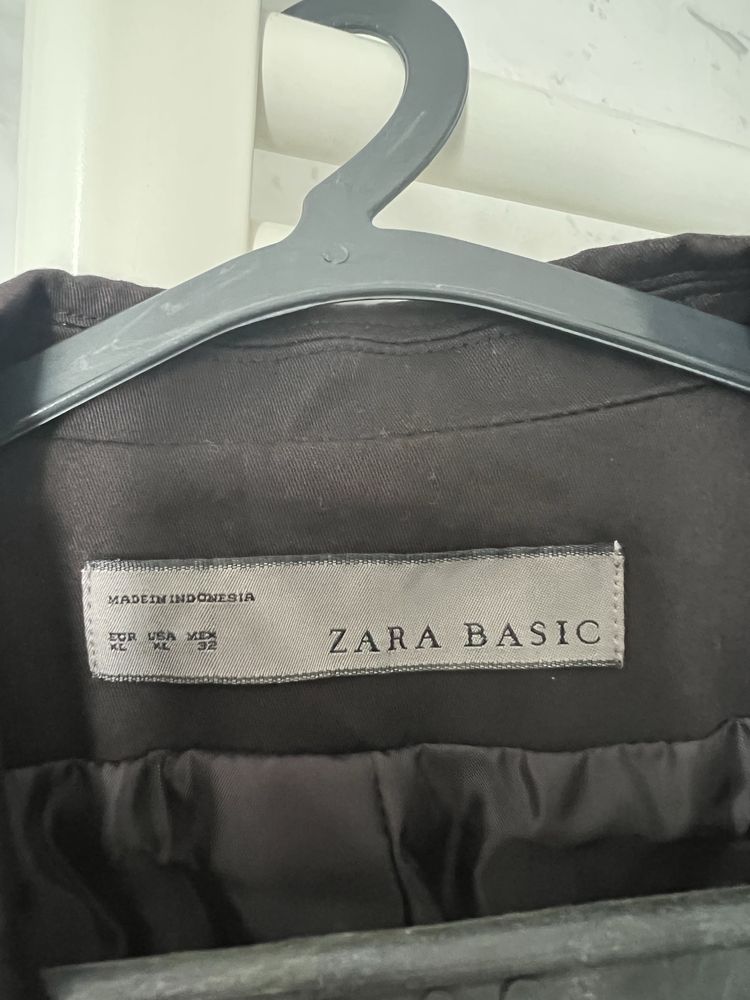 MADE IN INDONESIA
EUR USA MEX
XL XL 32
ZARA BASIC